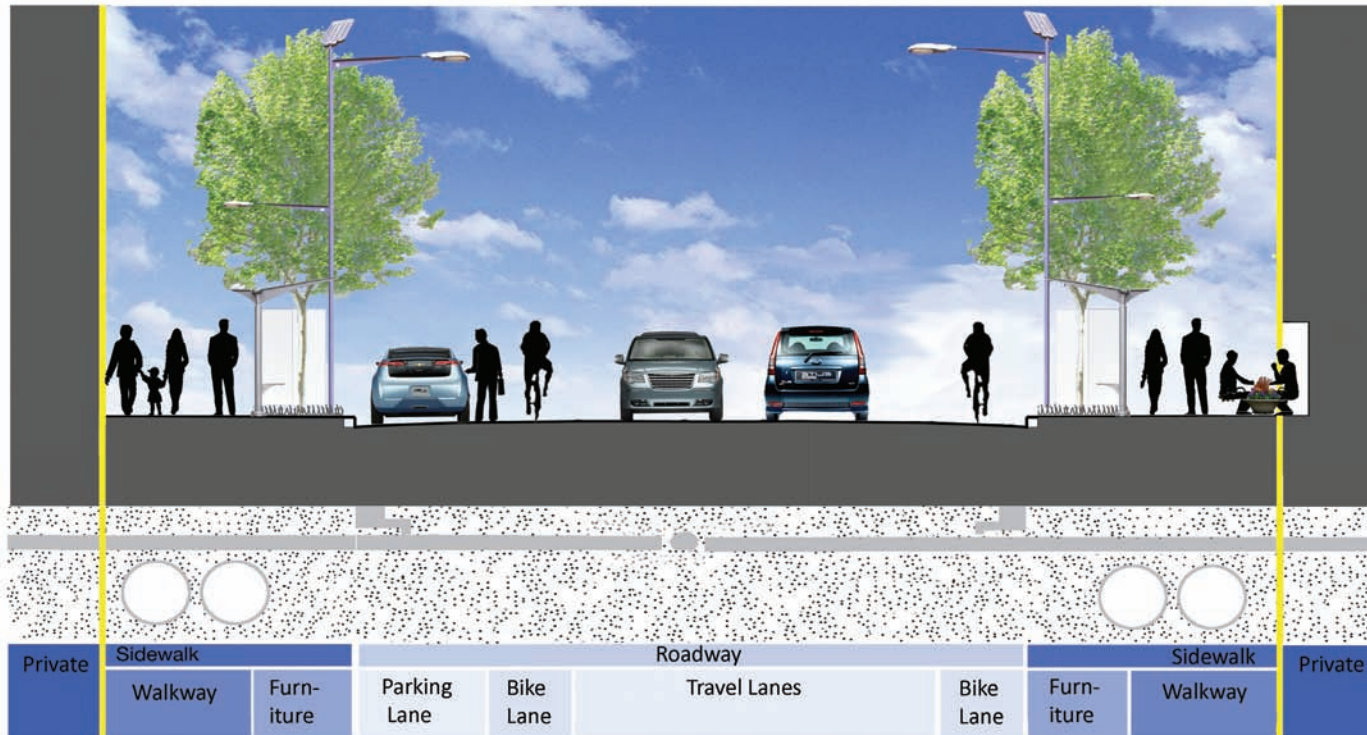 Private
Sidewalk
Roadway
Sidewalk
Private
Walkway
Furn-
iture
Parking
Lane
Bike
Lane
Travel Lanes
Bike
Lane
Furn-
iture
Walkway